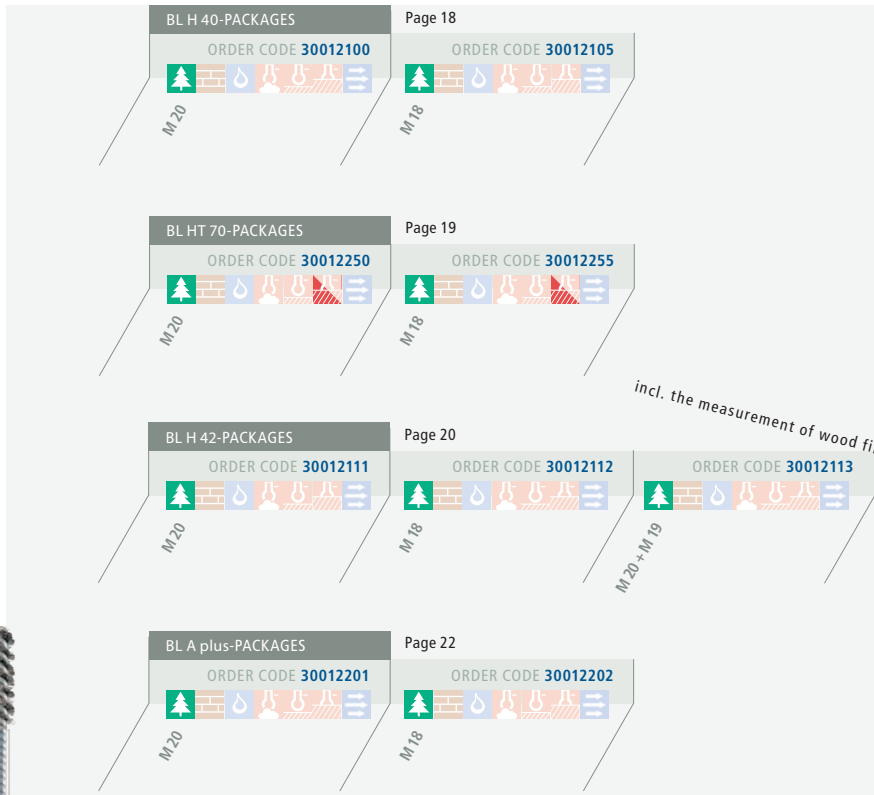 BL H 40-PACKAGES Page 18
ORDER CODE 30012100 ORDER CODE 30012105
M 20 M 18
BL HT 70-PACKAGES Page 19
ORDER CODE 30012250 ORDER CODE 30012255
M 20 M 18
incl. the measurement of wood
BL H 42-PACKAGES Page 20
ORDER CODE 30012111 ORDER CODE 30012112 ORDER CODE 30012113
M 20 M 18 M 20 + M 19
BL A plus-PACKAGES Page 22
ORDER CODE 30012201 ORDER CODE 30012202
M 20 M 18